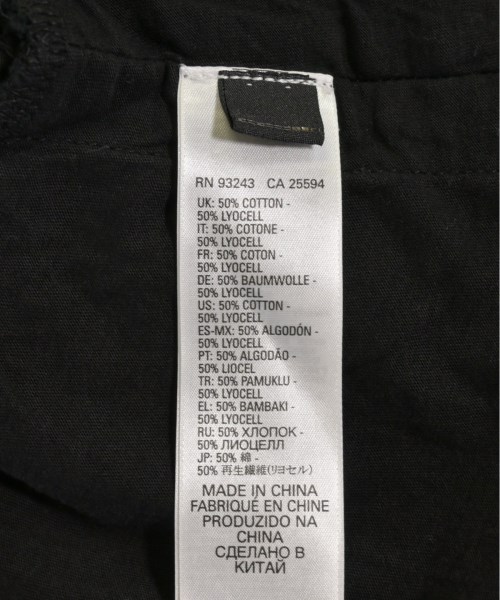 RN 93243 CA 25594
UK: 50% COTTON -
50% LYOCELL
IT: 50% COTONE -
50% LYOCELL
FR: 50% COTON -
50% LYOCELL
DE: 50% BAUMWOLLE -
50% LYOCELL
US: 50% COTTON -
50% LYOCELL
ES-MX: 50% ALGODÓN -
50% LYOCELL
PT: 50% ALGODÃO -
50% LIOCEL
TR: 50% PAMUKLU -
50% LYOCELL
EL: 50% BAMBAKI -
50% LYOCELL
RU: 50% ХЛОПОК -
50% ЛИОЦЕЛЛ
JP: 50% 綿 -
50% 再生繊維(リヨセル)
MADE IN CHINA
FABRIQUÉ EN CHINE
PRODUZIDO NA
CHINA
СДЕЛАНО В
КИТАЙ